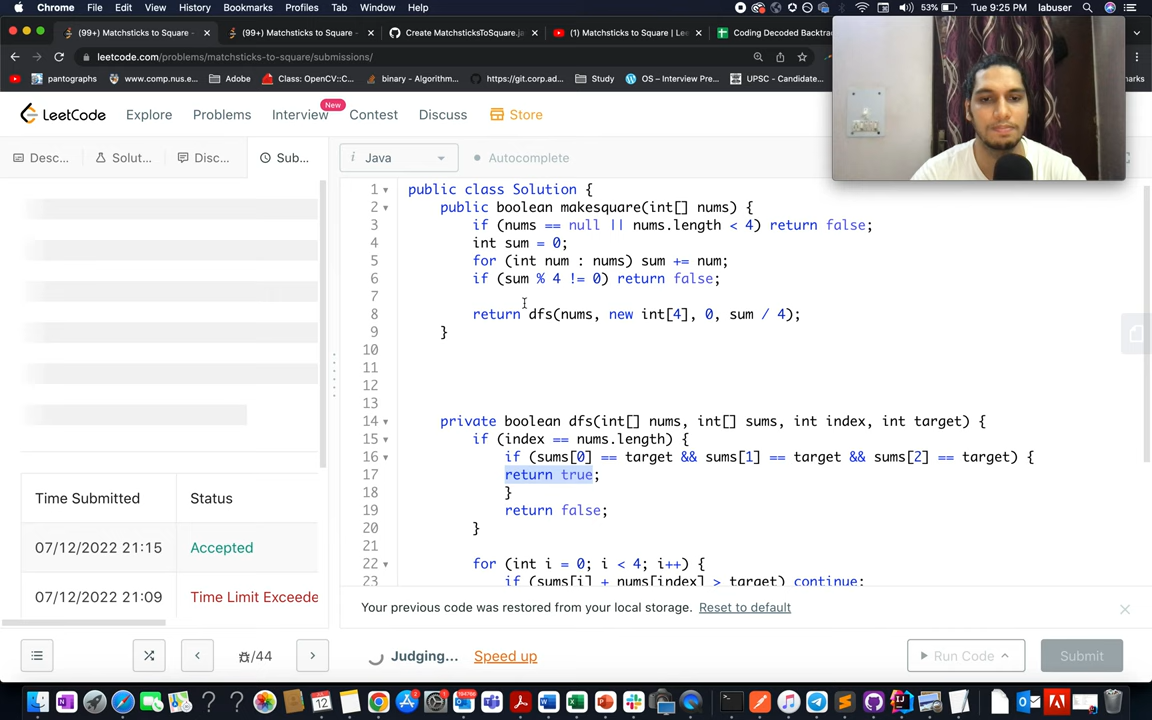 Chrome File Edit View History Bookmarks Profiles Tab Window Help 53% Tue 9:25 PM labuser
(99+) Matchsticks to Square - × (99+) Matchsticks to Square - × Create MatchsticksToSquare.ja × (1) Matchsticks to Square | Lee × Coding Decoded Backtra
leetcode.com/problems/matchsticks-to-square/submissions/
pantographs www.comp.nus.e... Adobe Class: OpenCV::C... binary - Algorithm... https://git.corp.ad... Study OS – Interview Pre... UPSC - Candidate...
LeetCode Explore Problems Interview New Contest Discuss Store
Desc... Solut... Disc... Sub... i Java Autocomplete
1 public class Solution {
2 public boolean makesquare(int[] nums) {
3 if (nums == null || nums.length < 4) return false;
4 int sum = 0;
5 for (int num : nums) sum += num;
6 if (sum % 4 != 0) return false;
7
8 return dfs(nums, new int[4], 0, sum / 4);
9 }
10
11
12
13
14 private boolean dfs(int[] nums, int[] sums, int index, int target) {
15 if (index == nums.length) {
16 if (sums[0] == target && sums[1] == target && sums[2] == target) {
17 return true;
18 }
19 return false;
20 }
21
22 for (int i = 0; i < 4; i++) {
23 if (sums[i] + nums[index] > target) continue;
Time Submitted Status
07/12/2022 21:15 Accepted
07/12/2022 21:09 Time Limit Exceede
Your previous code was restored from your local storage. Reset to default ×
/44 Judging... Speed up Run Code Submit